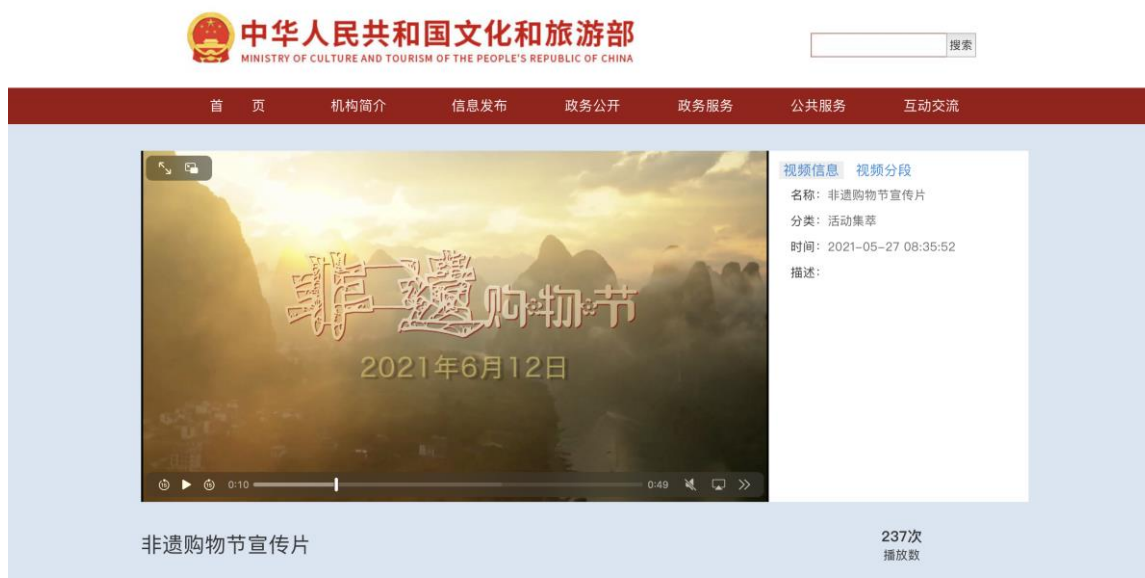 中华人民共和国文化和旅游部
MINISTRY OF CULTURE AND TOURISM OF THE PEOPLE'S REPUBLIC OF CHINA
搜索
首 页 机构简介 信息发布 政务公开 政务服务 公共服务 互动交流
非遗购物节
2021年6月12日
15 15 0:10 0:49
视频信息 视频分段
名称：非遗购物节宣传片
分类：活动集萃
时间：2021-05-27 08:35:52
描述：
非遗购物节宣传片
237次
播放数